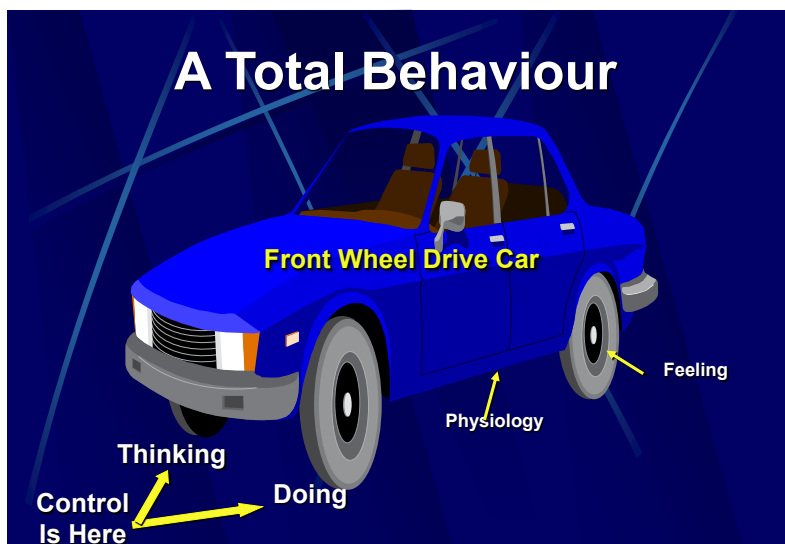 A Total Behaviour
Front Wheel Drive Car
Feeling
Physiology
Thinking
Doing
Control
Is Here